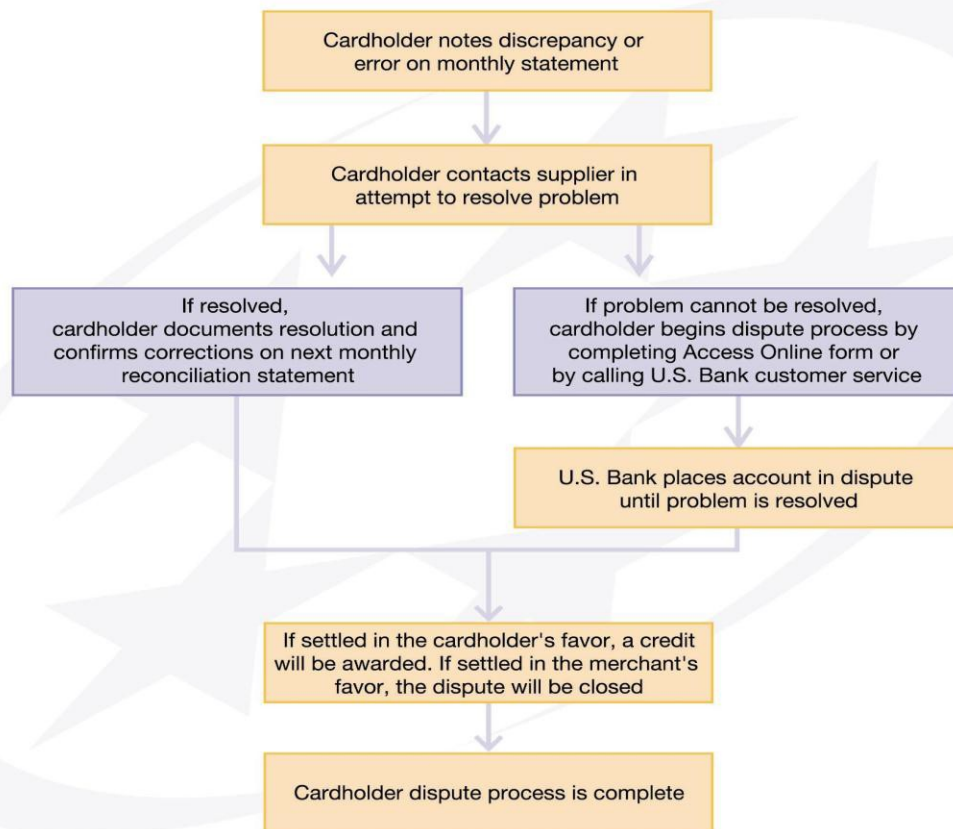 Cardholder notes discrepancy or
error on monthly statement
Cardholder contacts supplier in
attempt to resolve problem
If resolved,
cardholder documents resolution and
confirms corrections on next monthly
reconciliation statement
If problem cannot be resolved,
cardholder begins dispute process by
completing Access Online form or
by calling U.S. Bank customer service
U.S. Bank places account in dispute
until problem is resolved
If settled in the cardholder's favor, a credit
will be awarded. If settled in the merchant's
favor, the dispute will be closed
Cardholder dispute process is complete